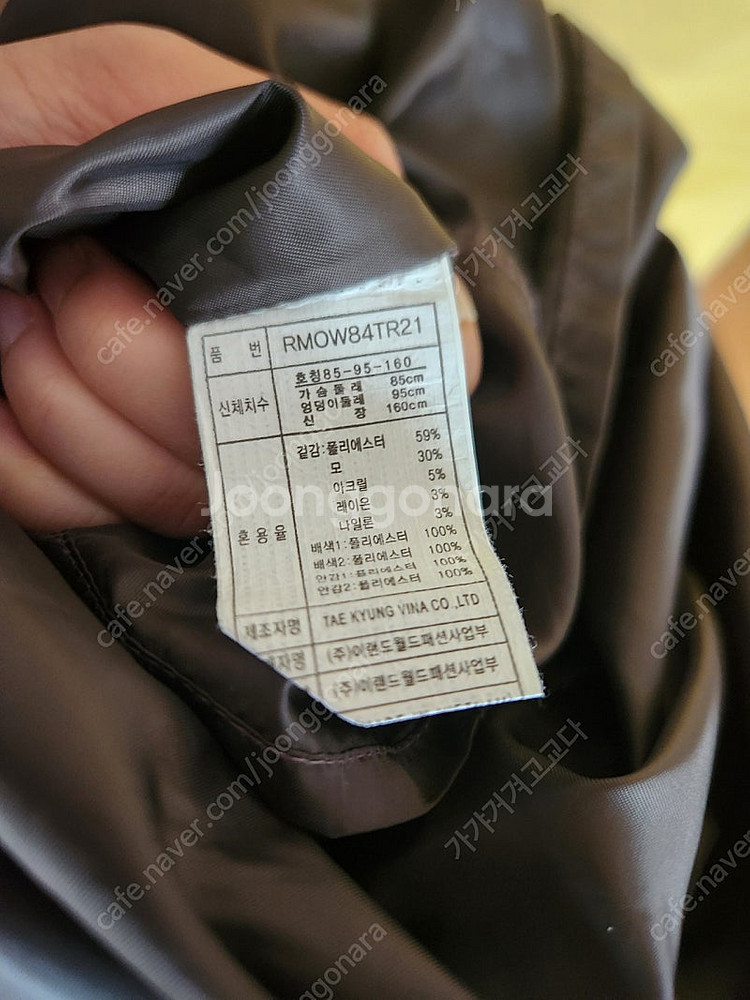 품 번 RMOW84TR21
신체치수
호칭85-95-160
가슴둘레 85cm
엉덩이둘레 95cm
신 장 160cm
혼용율
겉감:폴리에스터 59%
모 30%
아크릴 5%
레이온 3%
나일론 3%
배색1:폴리에스터 100%
배색2:폴리에스터 100%
안감1:폴리에스터 100%
안감2:폴리에스터 100%
제조자명 TAE KYUNG VINA CO.,LTD
자명 (주)이랜드월드패션사업부
(주)이랜드월드패션사업부
Joonggonara
cafe.naver.com/joonggonara
가가거겨고교다